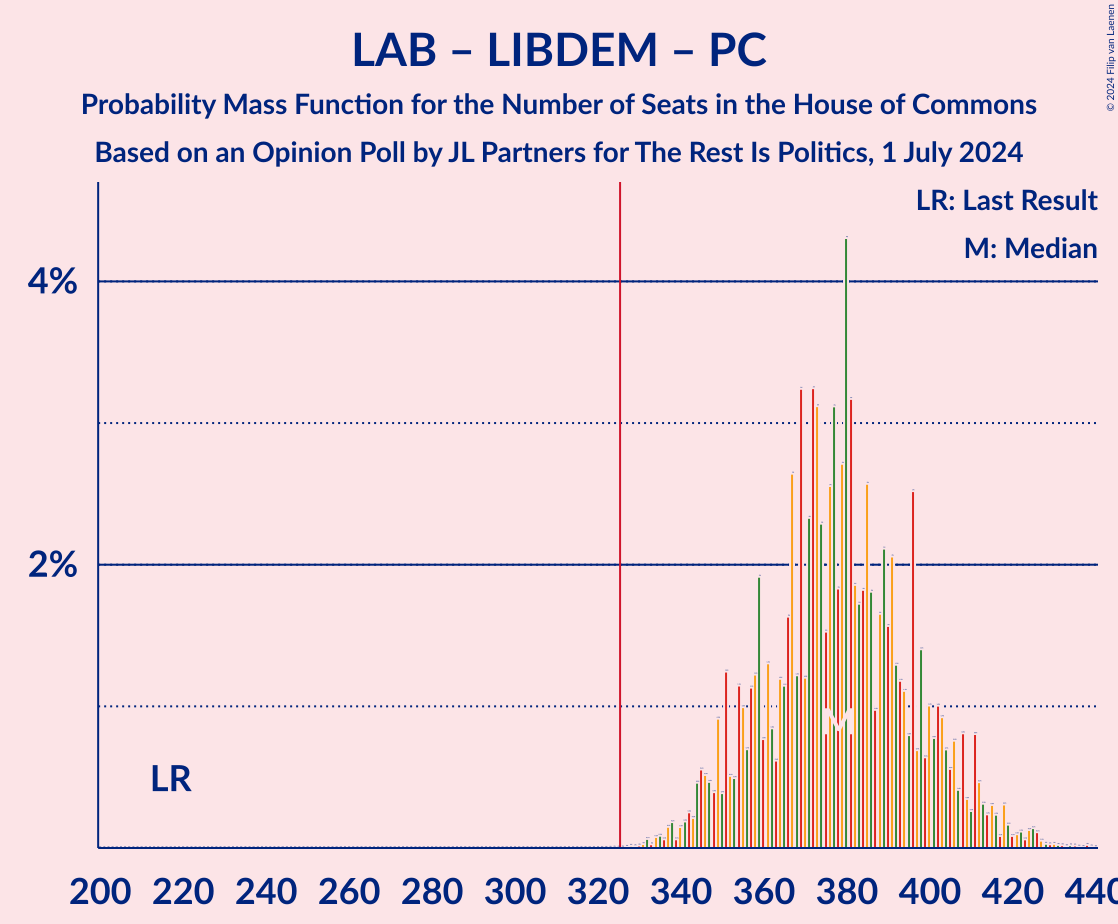 LAB – LIBDEM – PC
Probability Mass Function for the Number of Seats in the House of Commons
Based on an Opinion Poll by JL Partners for The Rest Is Politics, 1 July 2024
© 2024 Filip van Laenen
LR: Last Result
M: Median
4%
2%
M
LR
200 220 240 260 280 300 320 340 360 380 400 420 440